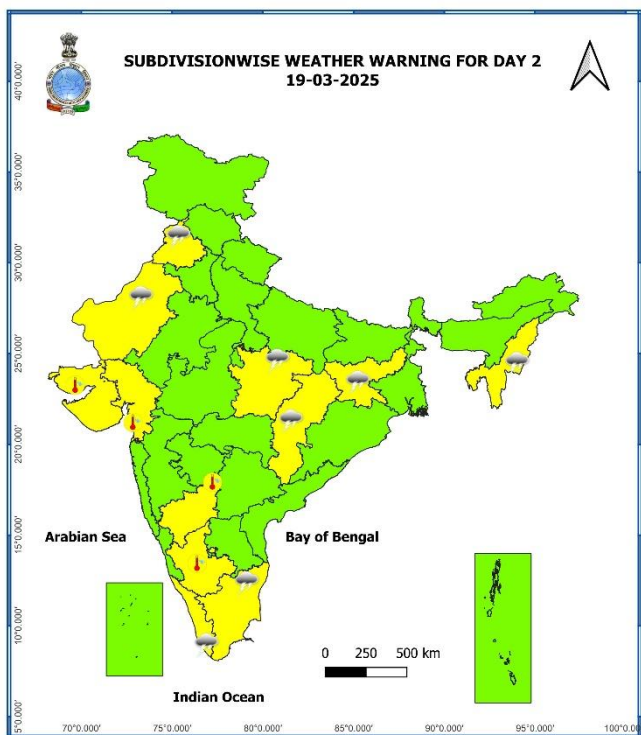 SUBDIVISIONWISE WEATHER WARNING FOR DAY 2
19-03-2025
40°0.000'
35°0.000'
30°0.000'
25°0.000'
20°0.000'
15°0.000'
10°0.000'
5°0.000'
Arabian Sea
Bay of Bengal
0 250 500 km
Indian Ocean
70°0.000' 75°0.000' 80°0.000' 85°0.000' 90°0.000' 95°0.000' 100°0.000'